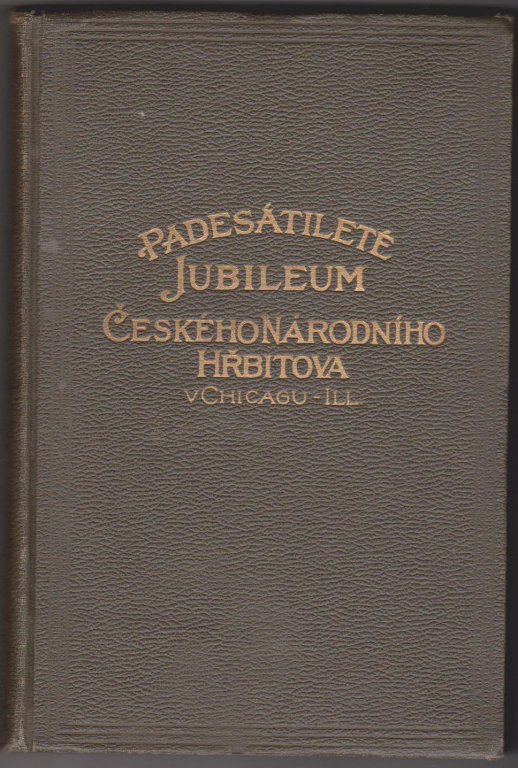 PADESÁTILETÉ
JUBILEUM
ČESKÉHO NÁRODNÍHO
HŘBITOVA
V CHICAGU - ILL.